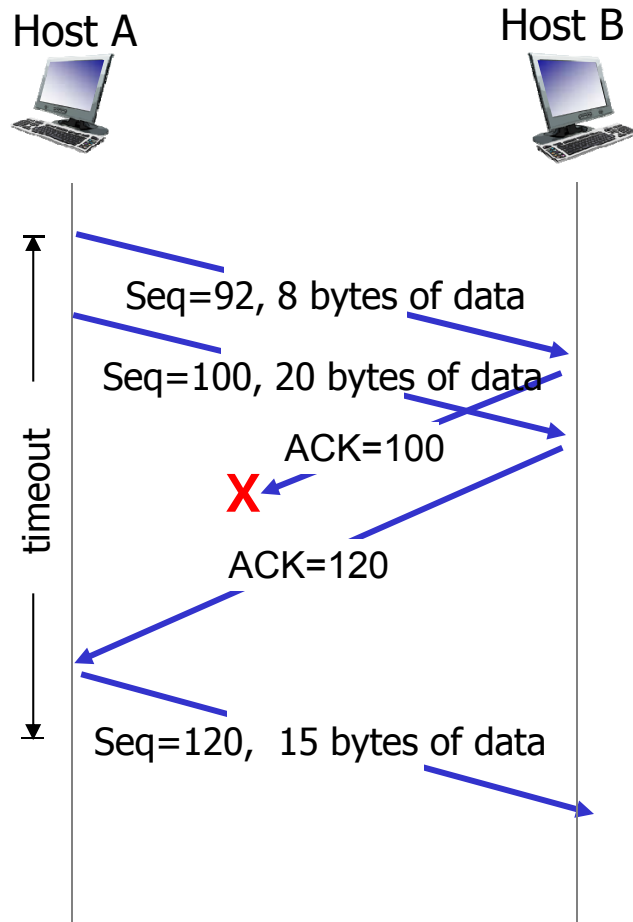 Host A
Host B
Seq=92, 8 bytes of data
Seq=100, 20 bytes of data
ACK=100
X
timeout
ACK=120
Seq=120, 15 bytes of data